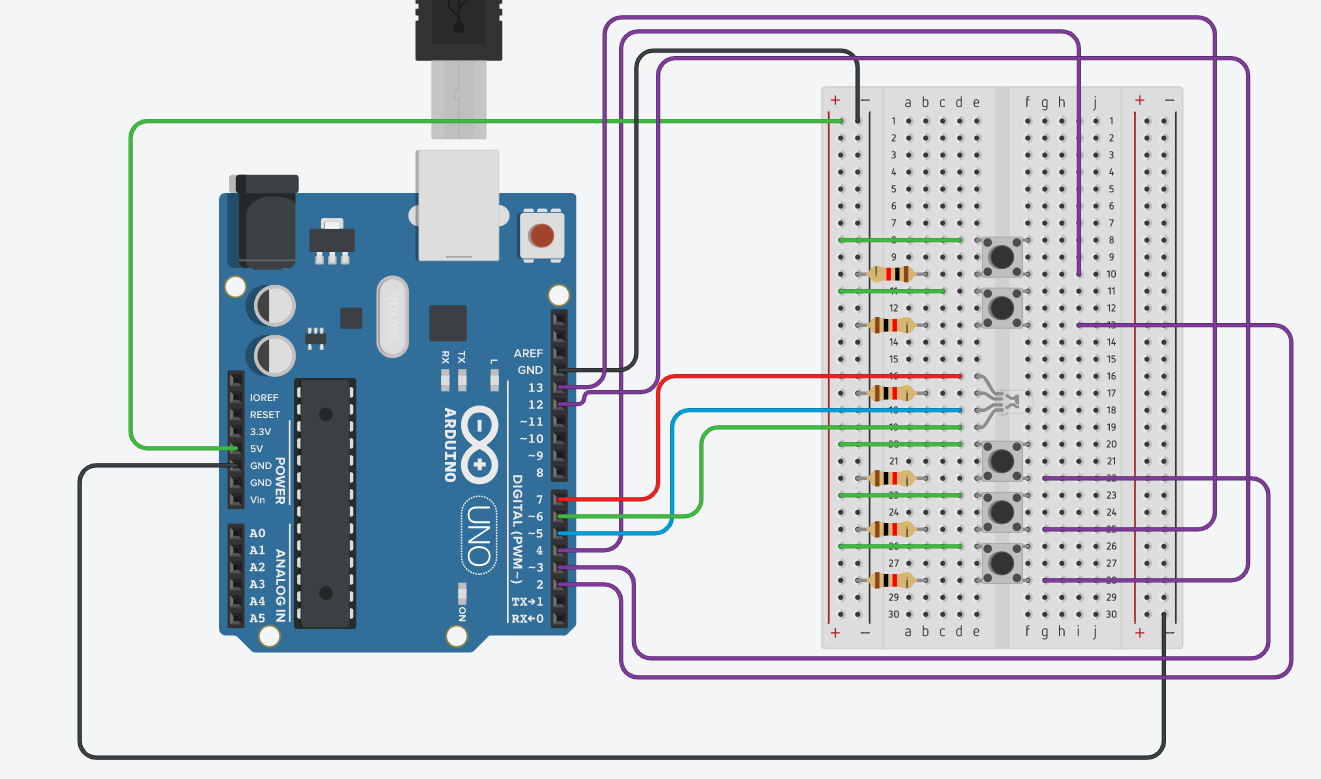 + − a b c d e f g h j + −
1 1
2 2
3 3
4 4
5 5
6 6
7 7
8 8
9 9
10 10
11 11
12 12
13
14 14
15 15
16 16
17 17
18 18
19 19
20 20
21 21
22
23 23
24 24
25
26 26
27 27
28
29 29
30 30
+ − a b c d e f g h i j + −
RX TX L
AREF
GND
13
12
~11
~10
~9
8
7
~6
~5
4
~3
2
TX→1
RX←0
DIGITAL (PWM~)
ARDUINO
UNO
ON
IOREF
RESET
3.3V
5V
GND
GND
Vin
POWER
A0
A1
A2
A3
A4
A5
ANALOG IN